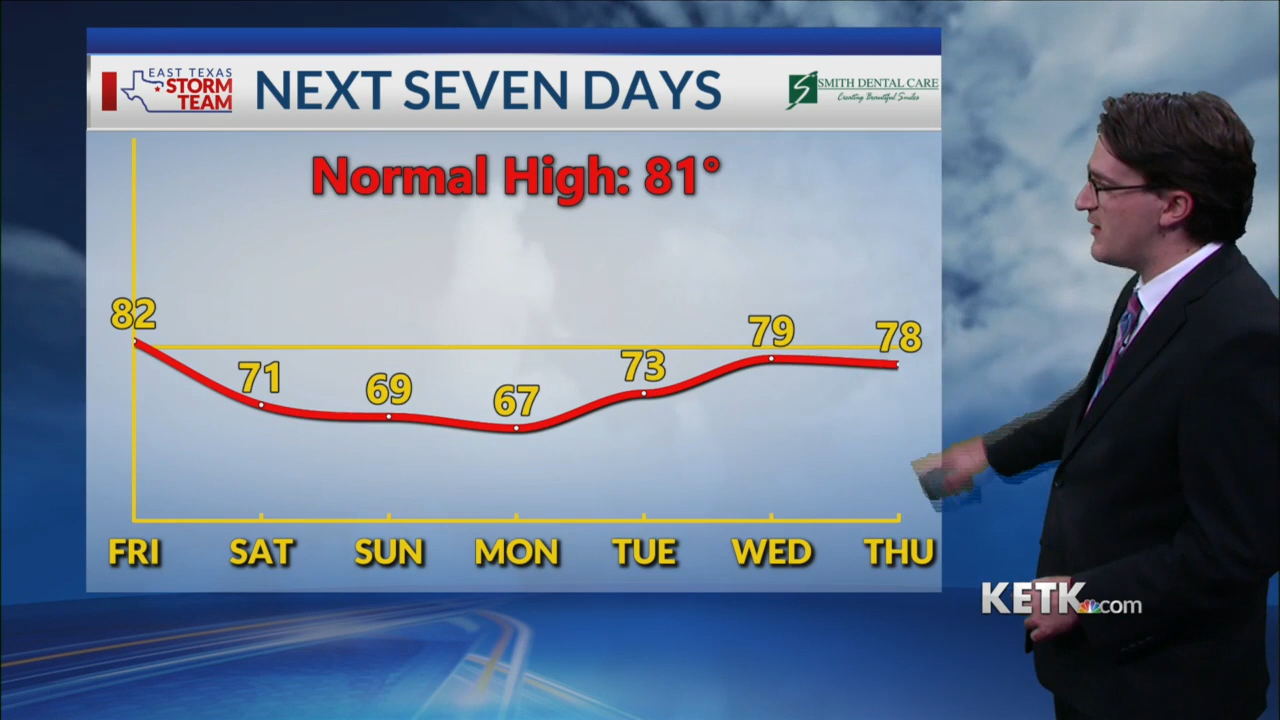 EAST TEXAS
STORM
TEAM
NEXT SEVEN DAYS
SMITH DENTAL CARE
Creating Beautiful Smiles
Normal High: 81°
82 71 69 67 73 79 78
FRI SAT SUN MON TUE WED THU
KETK.com